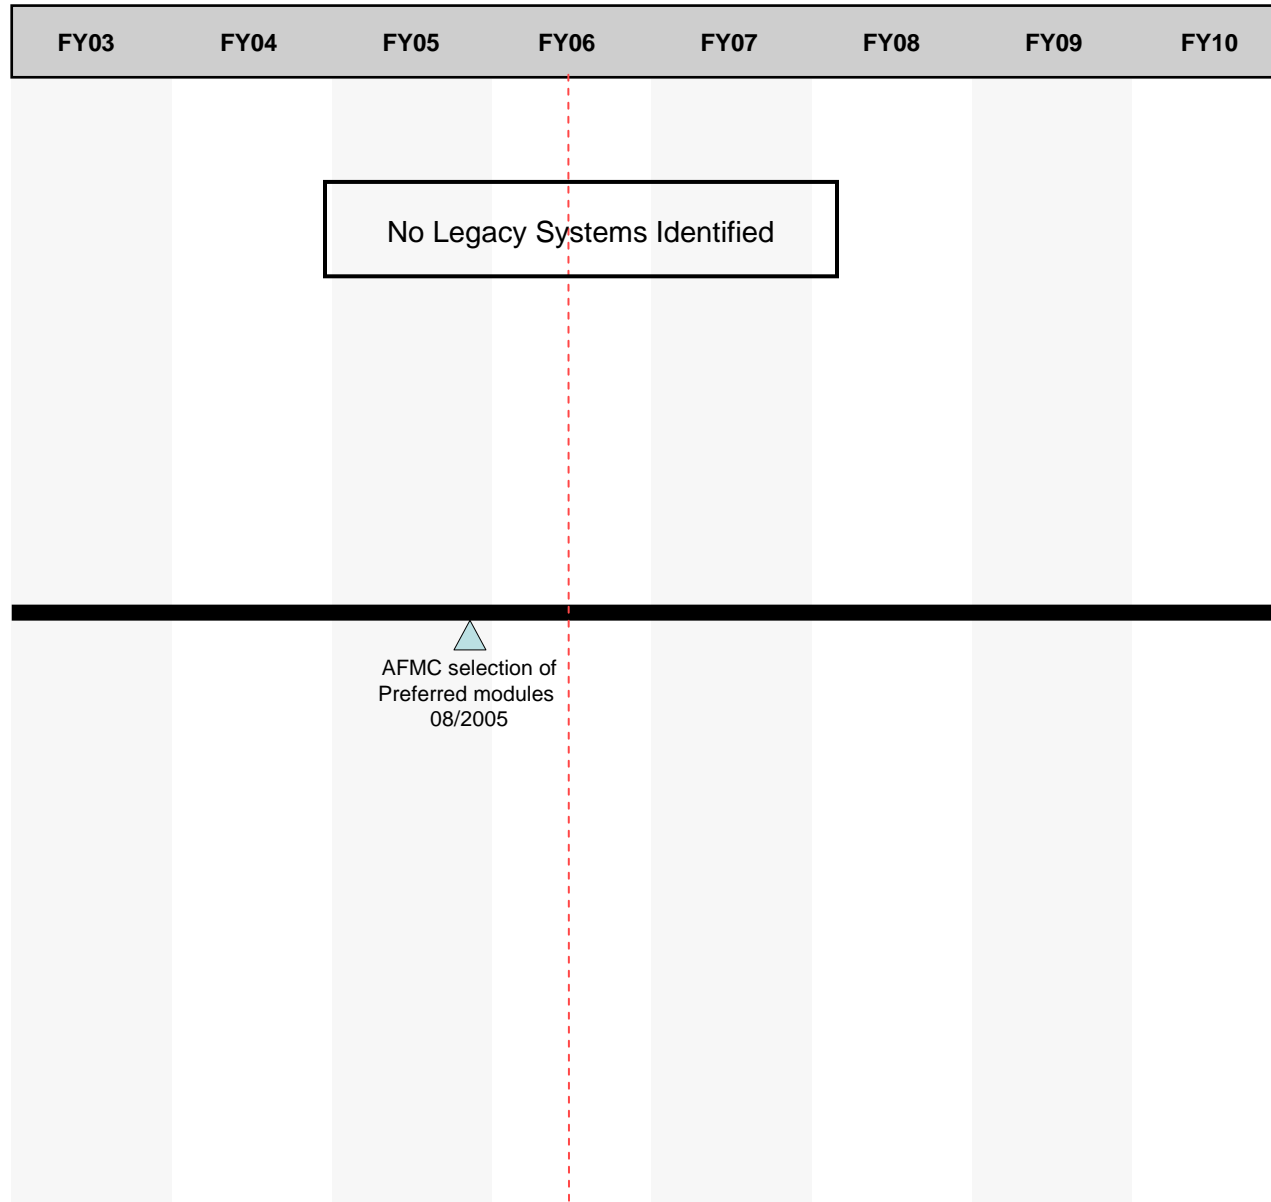 FY03 FY04 FY05 FY06 FY07 FY08 FY09 FY10
No Legacy Systems Identified
AFMC selection of
Preferred modules
08/2005